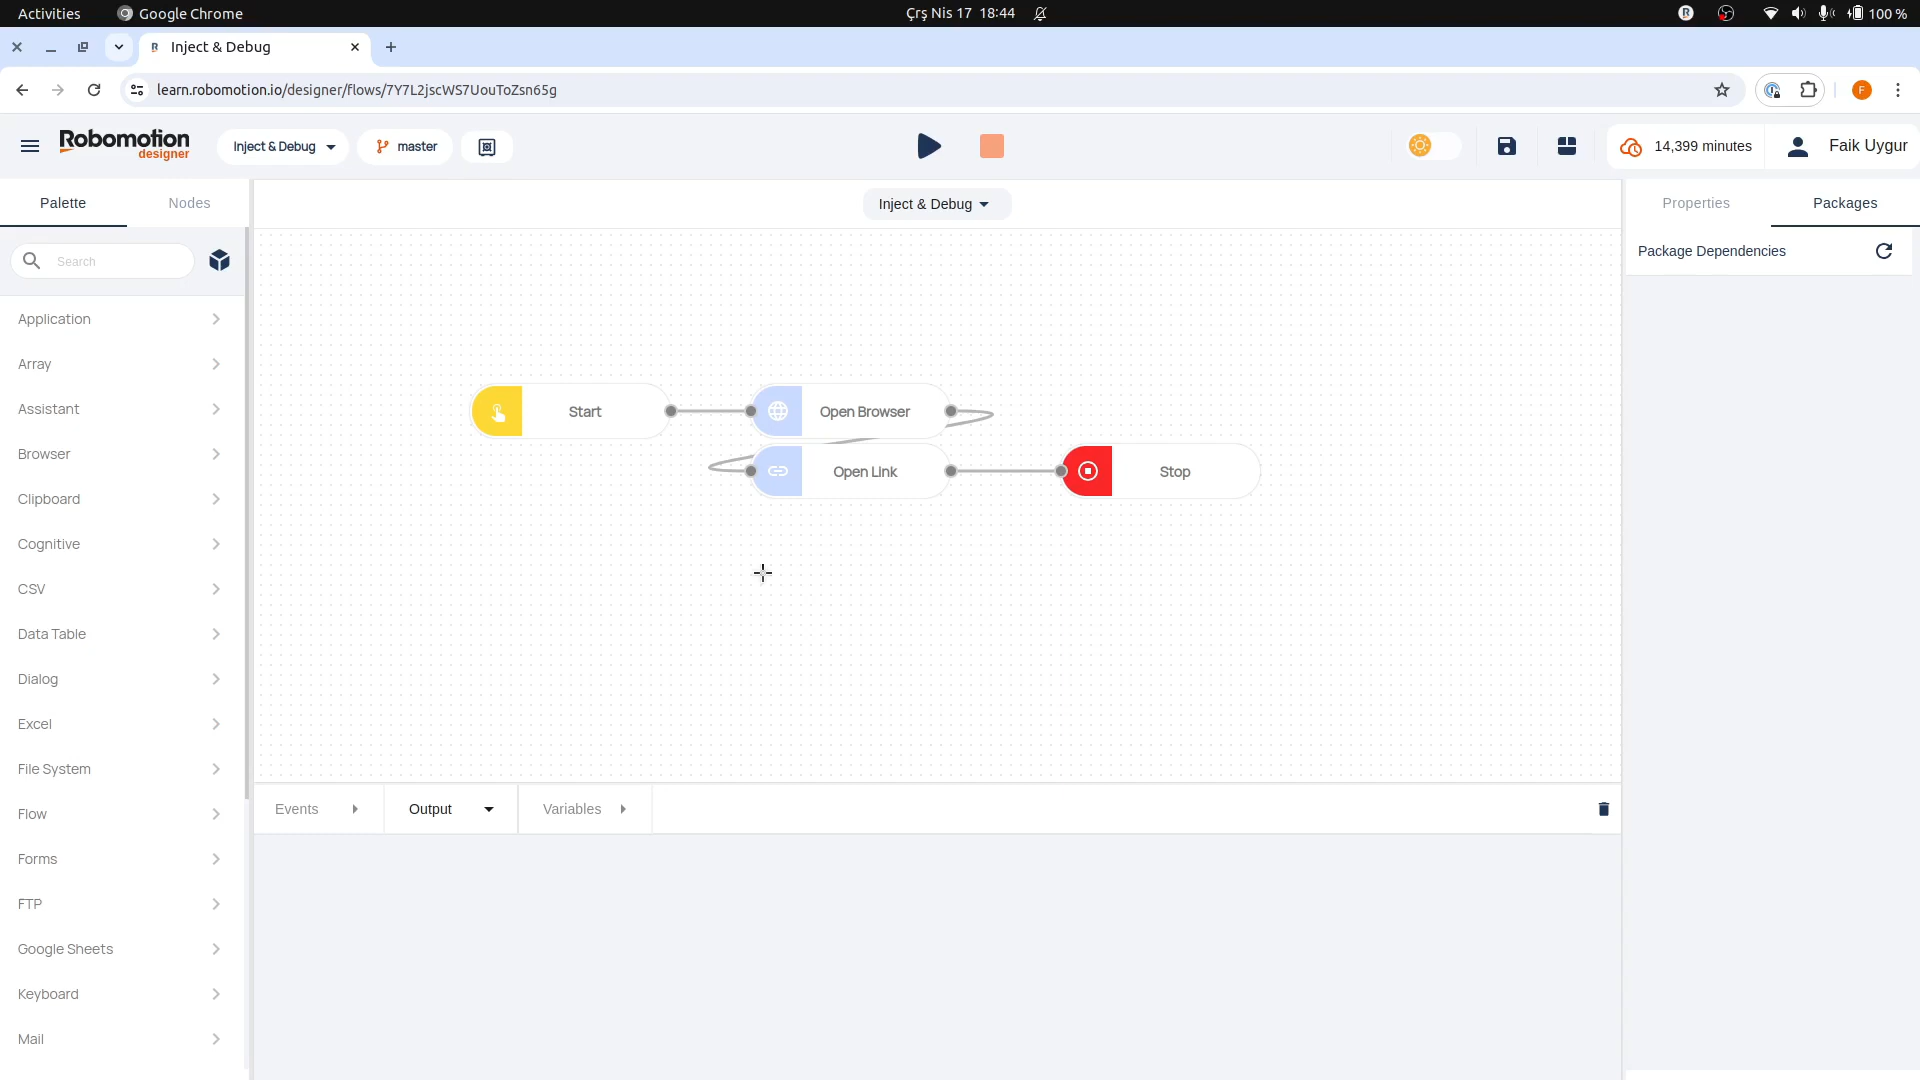 Activities
Google Chrome
Çrş Nis 17 18:44
100 %
Inject & Debug
learn.robomotion.io/designer/flows/7Y7L2jscWS7UouToZsn65g
F
Robomotion
designer
Inject & Debug
master
14,399 minutes
Faik Uygur
Palette
Nodes
Inject & Debug
Properties
Packages
Search
Package Dependencies
Application
Array
Assistant
Browser
Clipboard
Cognitive
CSV
Data Table
Dialog
Excel
File System
Flow
Forms
FTP
Google Sheets
Keyboard
Mail
Start
Open Browser
Open Link
Stop
Events
Output
Variables